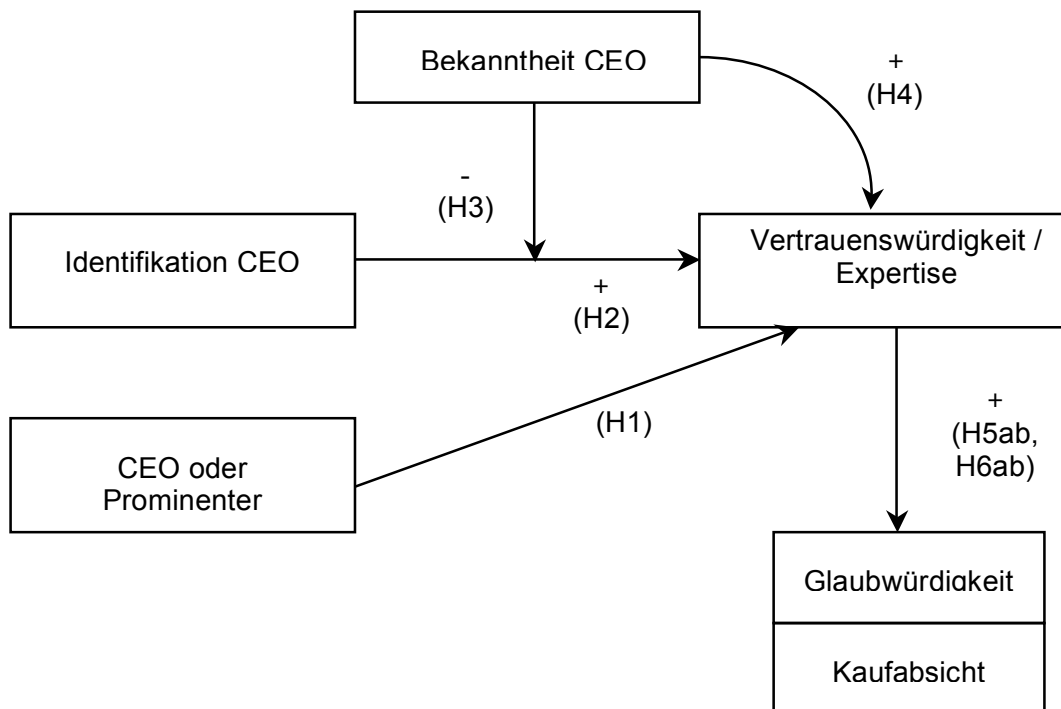 Bekanntheit CEO
+
(H4)
-
(H3)
Identifikation CEO
Vertrauenswürdigkeit /
Expertise
+
(H2)
(H1)
CEO oder
Prominenter
+
(H5ab,
H6ab)
Glaubwürdigkeit
Kaufabsicht